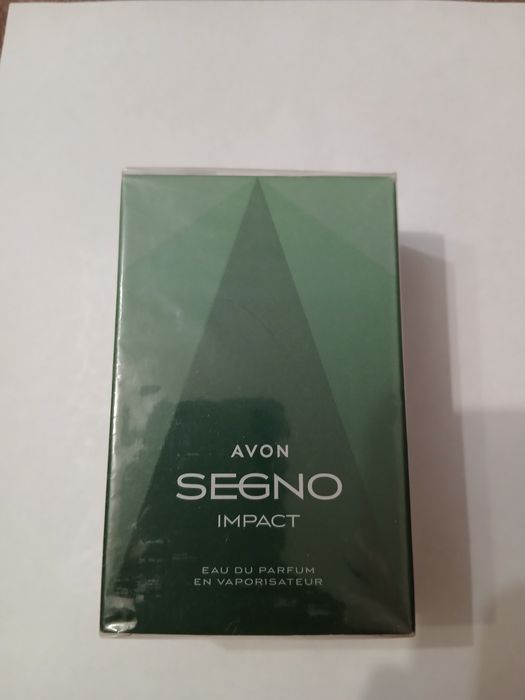 AVON
SEGNO
IMPACT
EAU DU PARFUM
EN VAPORISATEUR